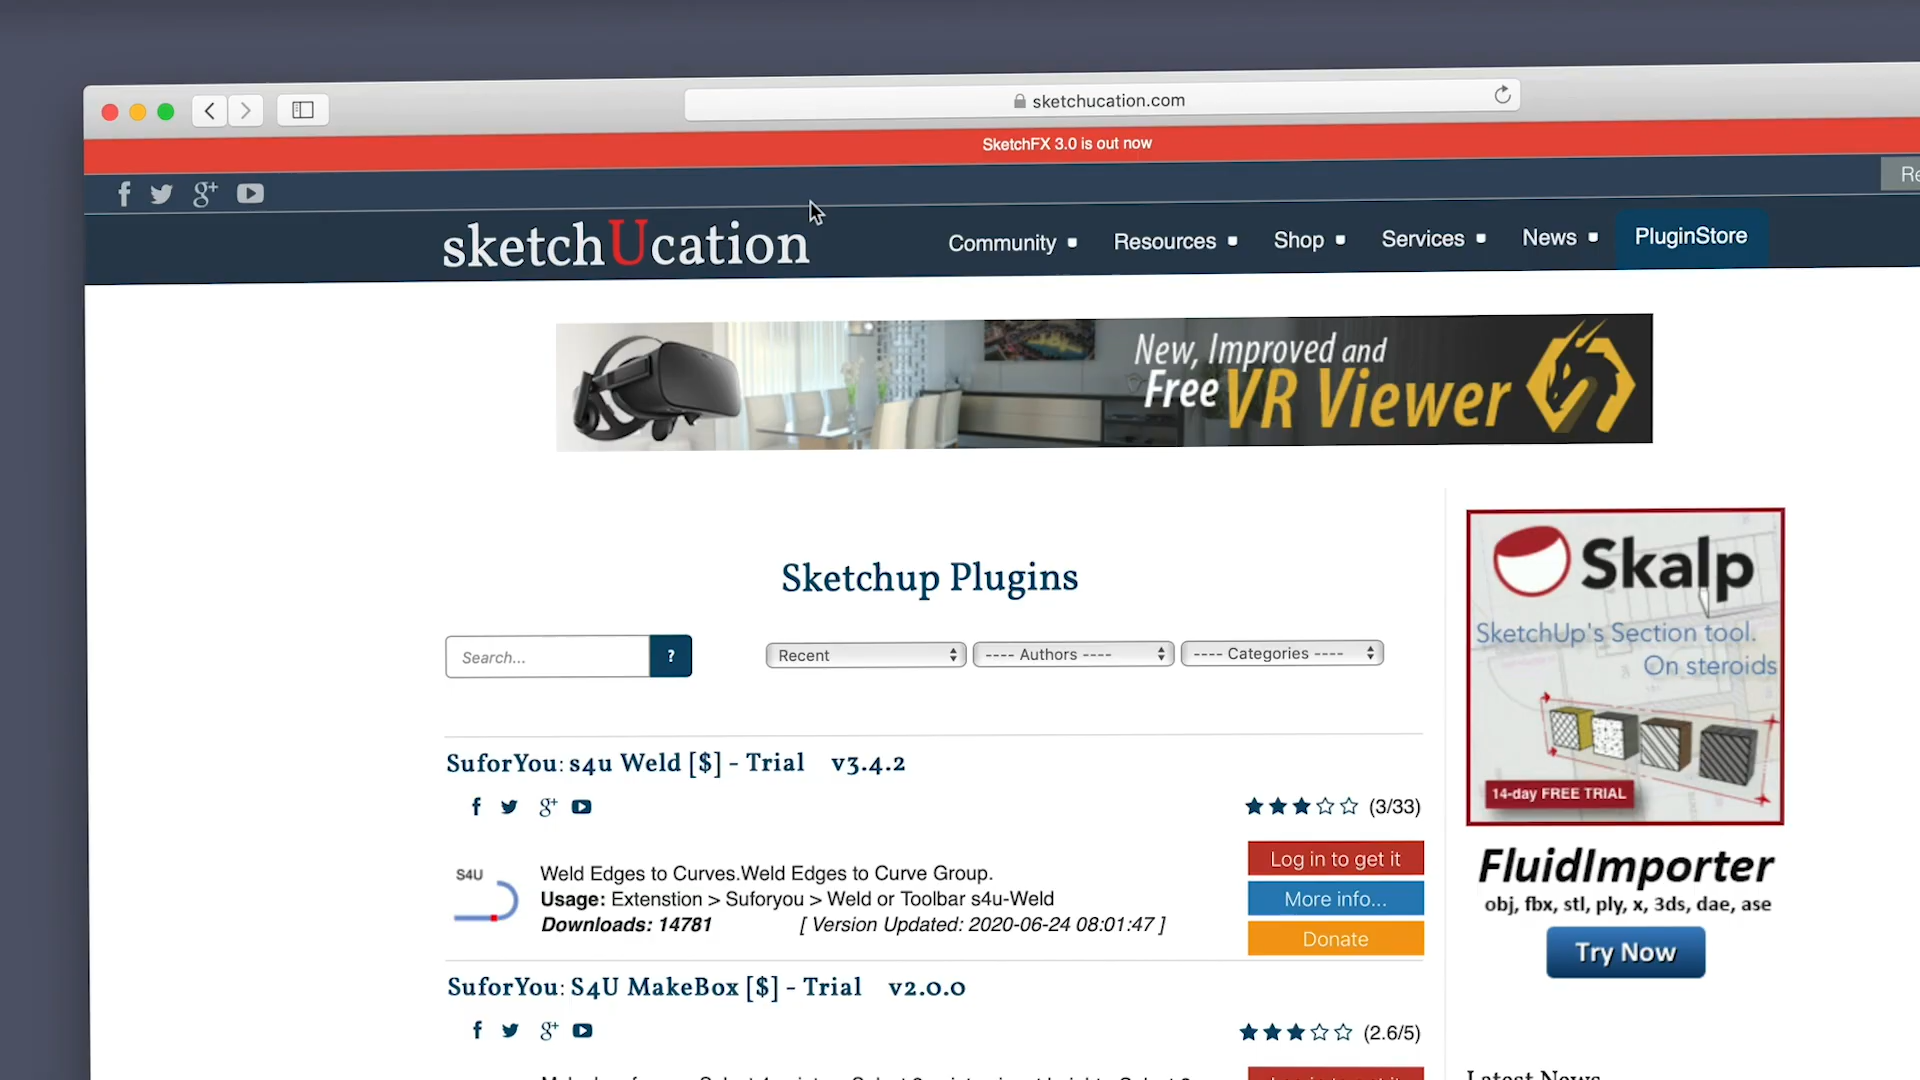 sketchucation.com
SketchFX 3.0 is out now
Re
sketchUcation
Community Resources Shop Services News PluginStore
New, Improved and
Free VR Viewer
Sketchup Plugins
Search... ? Recent ---- Authors ---- ---- Categories ----
Skalp
SketchUp's Section tool.
On steroids
14-day FREE TRIAL
FluidImporter
obj, fbx, stl, ply, x, 3ds, dae, ase
Try Now
SuforYou: s4u Weld [$] - Trial v3.4.2
(3/33)
S4U
Weld Edges to Curves.Weld Edges to Curve Group.
Usage: Extenstion > Suforyou > Weld or Toolbar s4u-Weld
Downloads: 14781 [ Version Updated: 2020-06-24 08:01:47 ]
Log in to get it
More info...
Donate
SuforYou: S4U MakeBox [$] - Trial v2.0.0
(2.6/5)
Latest News